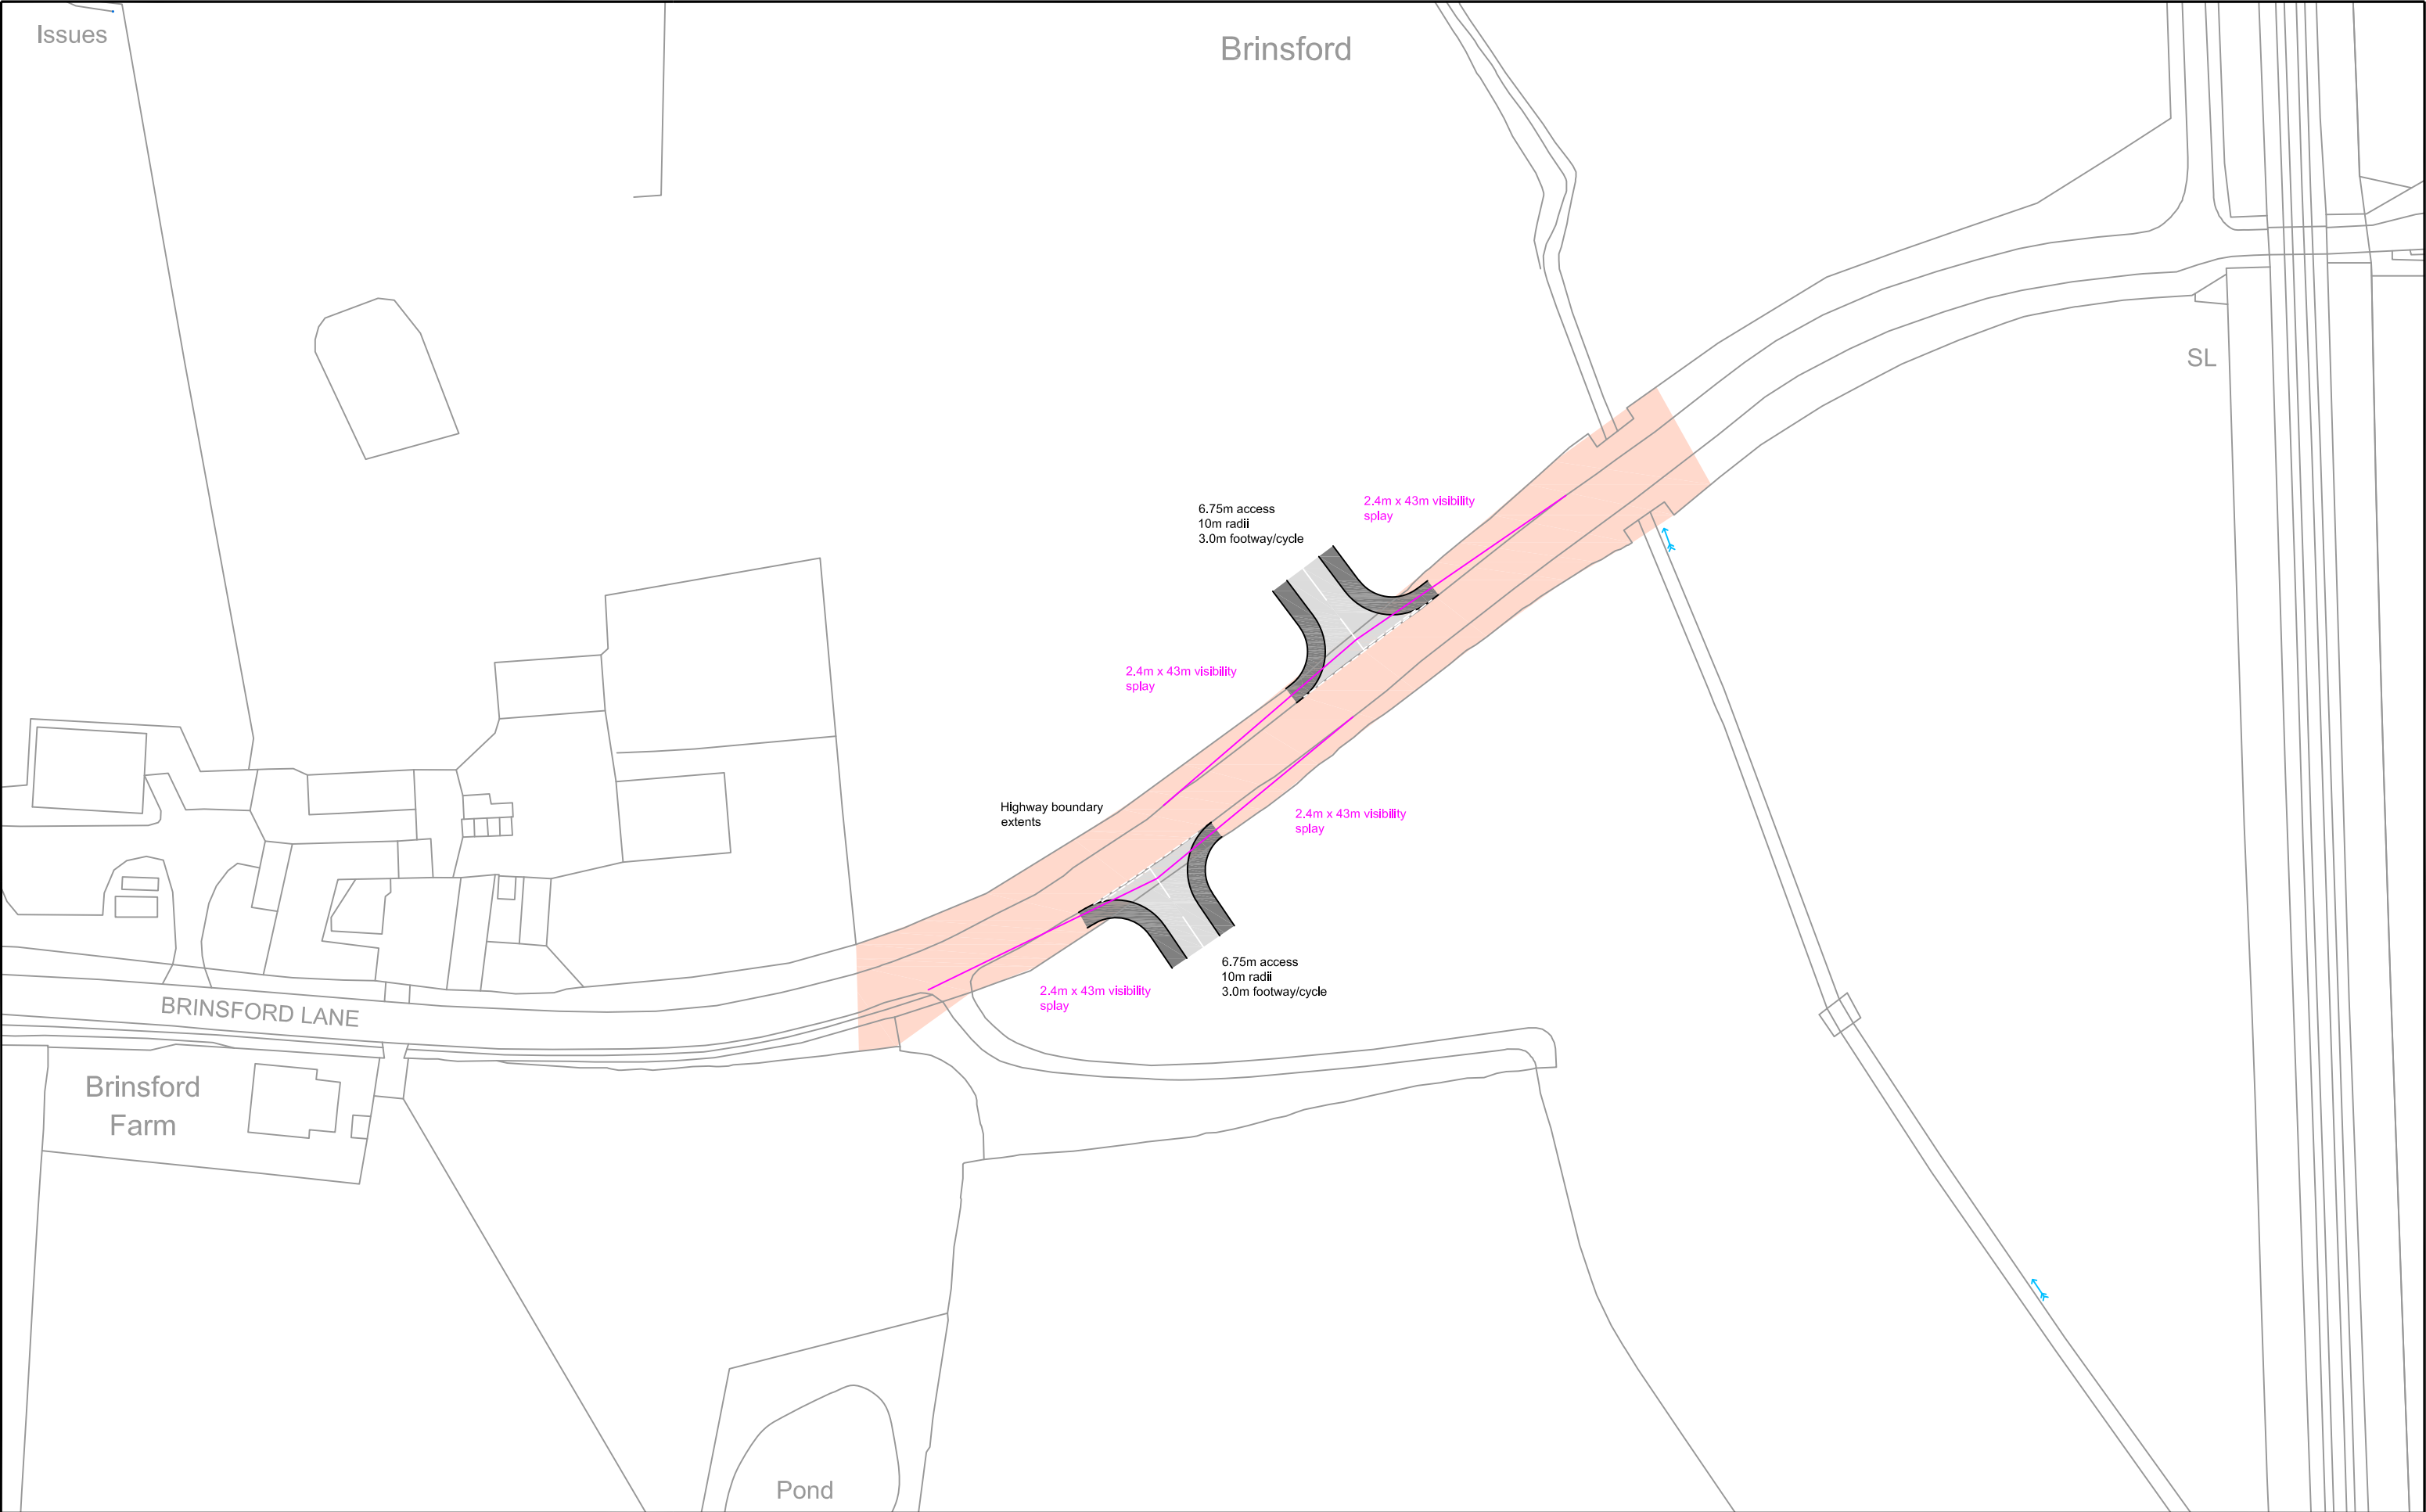 Issues
Brinsford
SL
6.75m access
10m radii
3.0m footway/cycle
2.4m x 43m visibility
splay
2.4m x 43m visibility
splay
Highway boundary
extents
2.4m x 43m visibility
splay
6.75m access
10m radii
3.0m footway/cycle
2.4m x 43m visibility
splay
BRINSFORD LANE
Brinsford
Farm
Pond